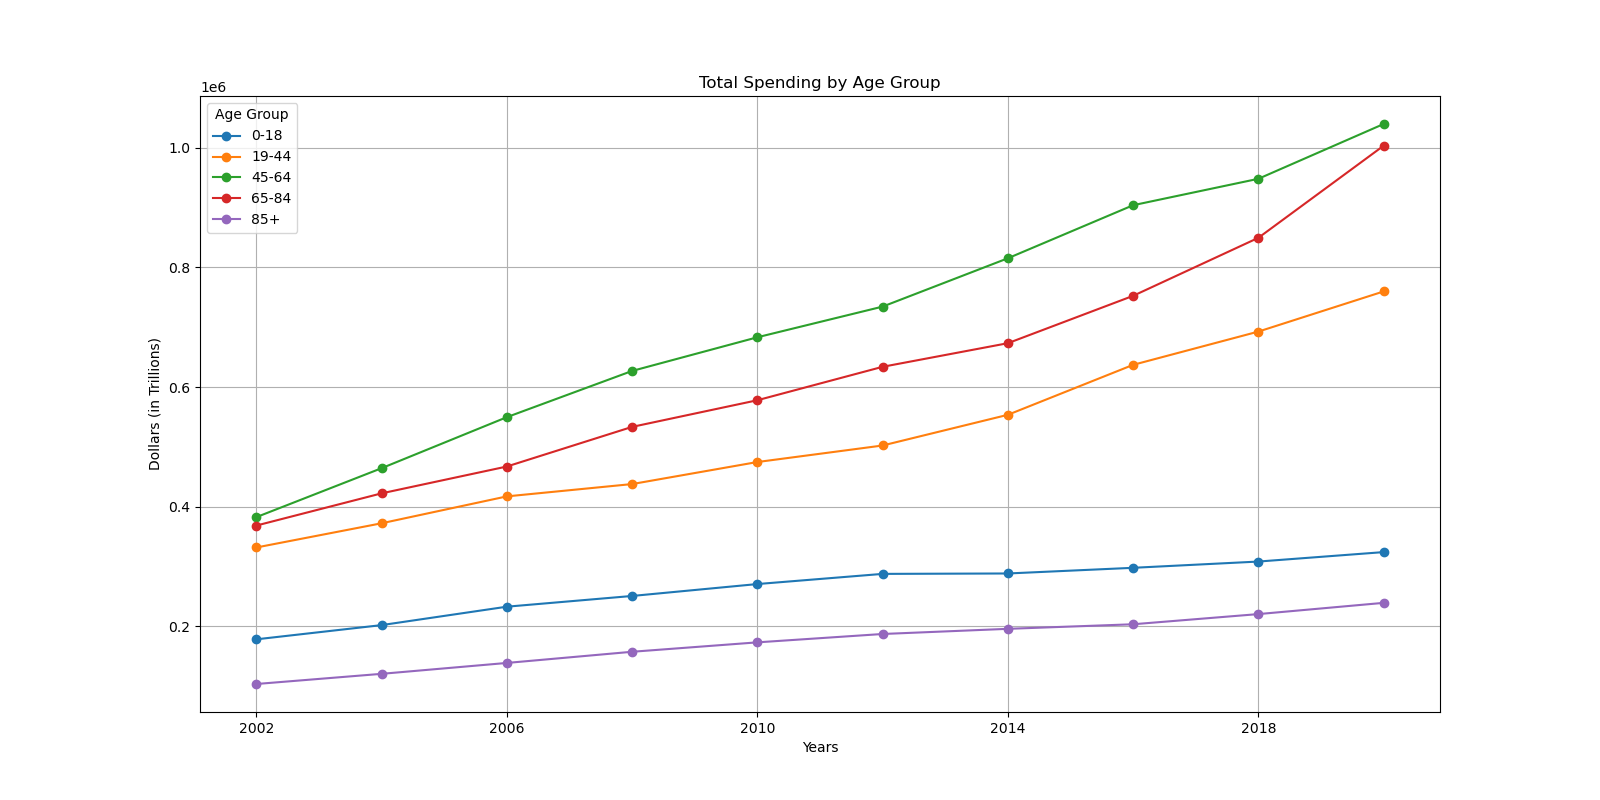 Total Spending by Age Group
1e6
Age Group
0-18
19-44
45-64
65-84
85+
1.0
0.8
0.6
0.4
0.2
Dollars (in Trillions)
2002 2006 2010 2014 2018
Years